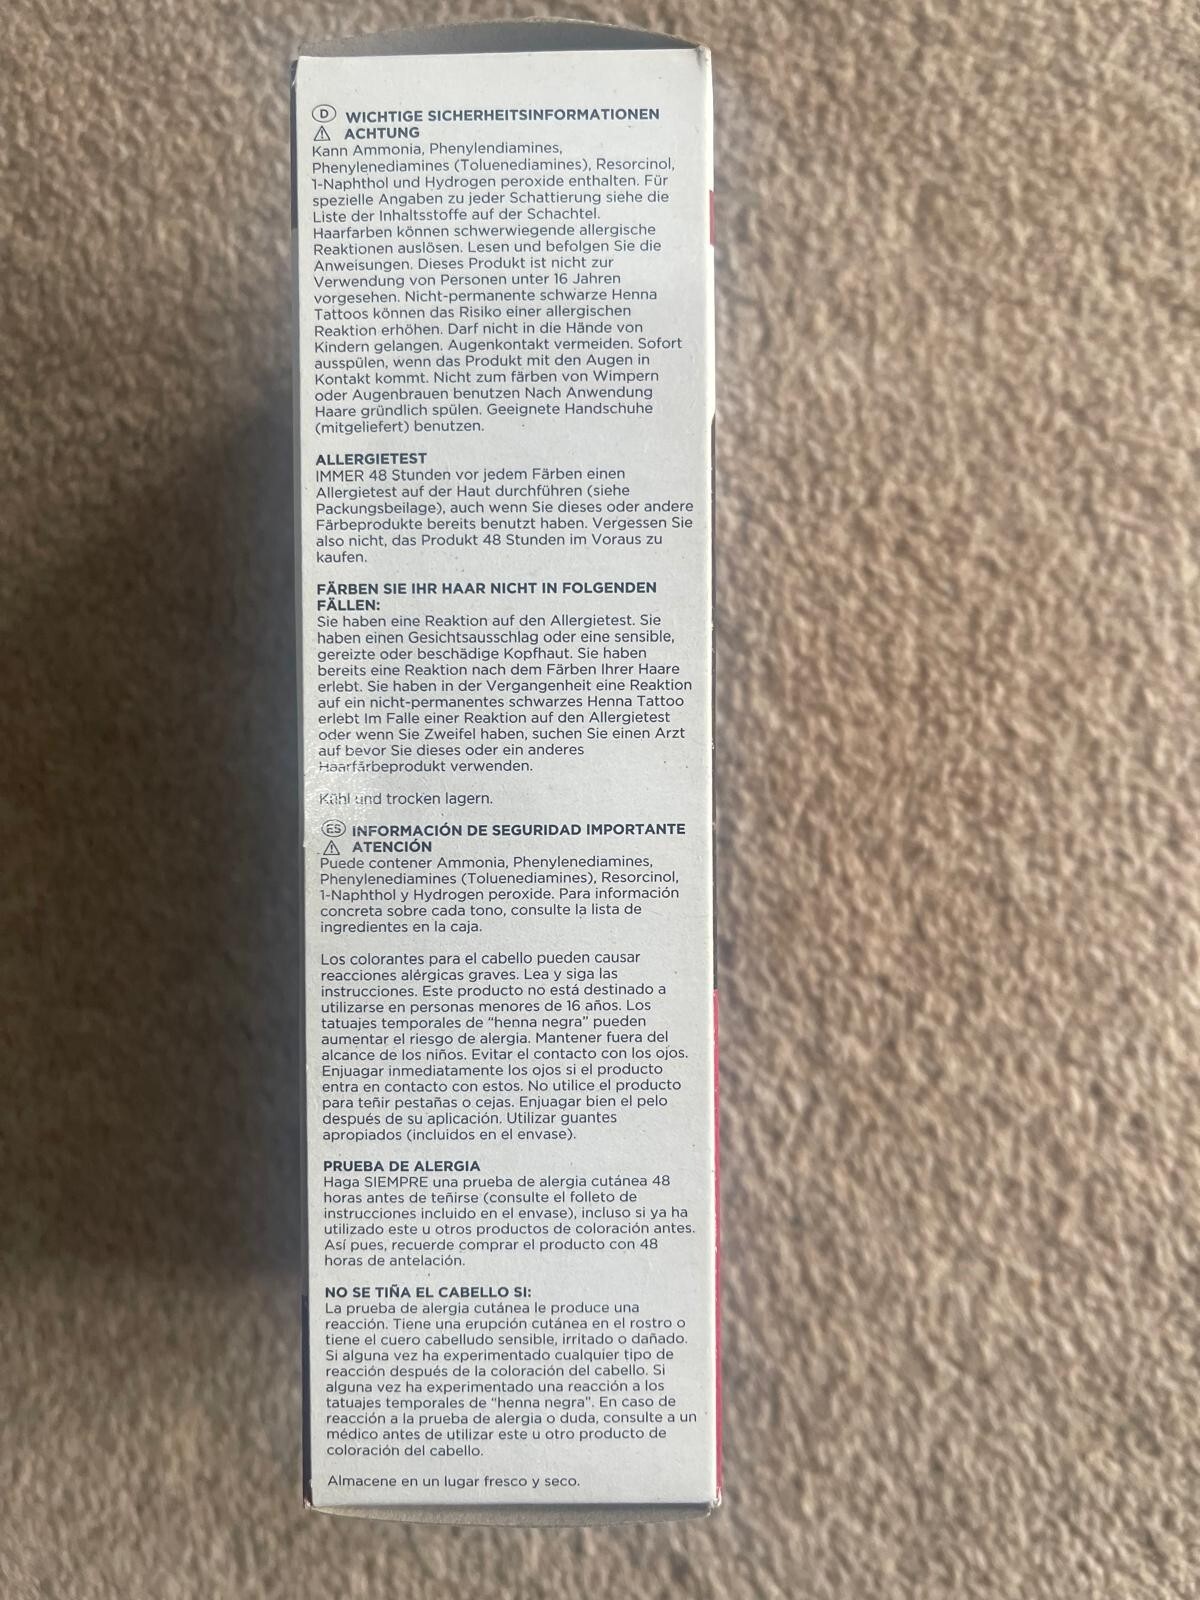 D WICHTIGE SICHERHEITSINFORMATIONEN
ACHTUNG
Kann Ammonia, Phenylendiamines,
Phenylenediamines (Toluenediamines), Resorcinol,
1-Naphthol und Hydrogen peroxide enthalten. Für
spezielle Angaben zu jeder Schattierung siehe die
Liste der Inhaltsstoffe auf der Schachtel.
Haarfarben können schwerwiegende allergische
Reaktionen auslösen. Lesen und befolgen Sie die
Anweisungen. Dieses Produkt ist nicht zur
Verwendung von Personen unter 16 Jahren
vorgesehen. Nicht-permanente schwarze Henna
Tattoos können das Risiko einer allergischen
Reaktion erhöhen. Darf nicht in die Hände von
Kindern gelangen. Augenkontakt vermeiden. Sofort
ausspülen, wenn das Produkt mit den Augen in
Kontakt kommt. Nicht zum färben von Wimpern
oder Augenbrauen benutzen Nach Anwendung
Haare gründlich spülen. Geeignete Handschuhe
(mitgeliefert) benutzen.
ALLERGIETEST
IMMER 48 Stunden vor jedem Färben einen
Allergietest auf der Haut durchführen (siehe
Packungsbeilage), auch wenn Sie dieses oder andere
Färbeprodukte bereits benutzt haben. Vergessen Sie
also nicht, das Produkt 48 Stunden im Voraus zu
kaufen.
FÄRBEN SIE IHR HAAR NICHT IN FOLGENDEN
FÄLLEN:
Sie haben eine Reaktion auf den Allergietest. Sie
haben einen Gesichtsausschlag oder eine sensible,
gereizte oder beschädige Kopfhaut. Sie haben
bereits eine Reaktion nach dem Färben Ihrer Haare
erlebt. Sie haben in der Vergangenheit eine Reaktion
auf ein nicht-permanentes schwarzes Henna Tattoo
erlebt Im Falle einer Reaktion auf den Allergietest
oder wenn Sie Zweifel haben, suchen Sie einen Arzt
auf bevor Sie dieses oder ein anderes
Haarfärbeprodukt verwenden.
Kühl und trocken lagern.
ES INFORMACIÓN DE SEGURIDAD IMPORTANTE
ATENCIÓN
Puede contener Ammonia, Phenylenediamines,
Phenylenediamines (Toluenediamines), Resorcinol,
1-Naphthol y Hydrogen peroxide. Para información
concreta sobre cada tono, consulte la lista de
ingredientes en la caja.
Los colorantes para el cabello pueden causar
reacciones alérgicas graves. Lea y siga las
instrucciones. Este producto no está destinado a
utilizarse en personas menores de 16 años. Los
tatuajes temporales de “henna negra” pueden
aumentar el riesgo de alergia. Mantener fuera del
alcance de los niños. Evitar el contacto con los ojos.
Enjuagar inmediatamente los ojos si el producto
entra en contacto con estos. No utilice el producto
para teñir pestañas o cejas. Enjuagar bien el pelo
después de su aplicación. Utilizar guantes
apropiados (incluidos en el envase).
PRUEBA DE ALERGIA
Haga SIEMPRE una prueba de alergia cutánea 48
horas antes de teñirse (consulte el folleto de
instrucciones incluido en el envase), incluso si ya ha
utilizado este u otros productos de coloración antes.
Así pues, recuerde comprar el producto con 48
horas de antelación.
NO SE TIÑA EL CABELLO SI:
La prueba de alergia cutánea le produce una
reacción. Tiene una erupción cutánea en el rostro o
tiene el cuero cabelludo sensible, irritado o dañado.
Si alguna vez ha experimentado cualquier tipo de
reacción después de la coloración del cabello. Si
alguna vez ha experimentado una reacción a los
tatuajes temporales de “henna negra”. En caso de
reacción a la prueba de alergia o duda, consulte a un
médico antes de utilizar este u otro producto de
coloración del cabello.
Almacene en un lugar fresco y seco.